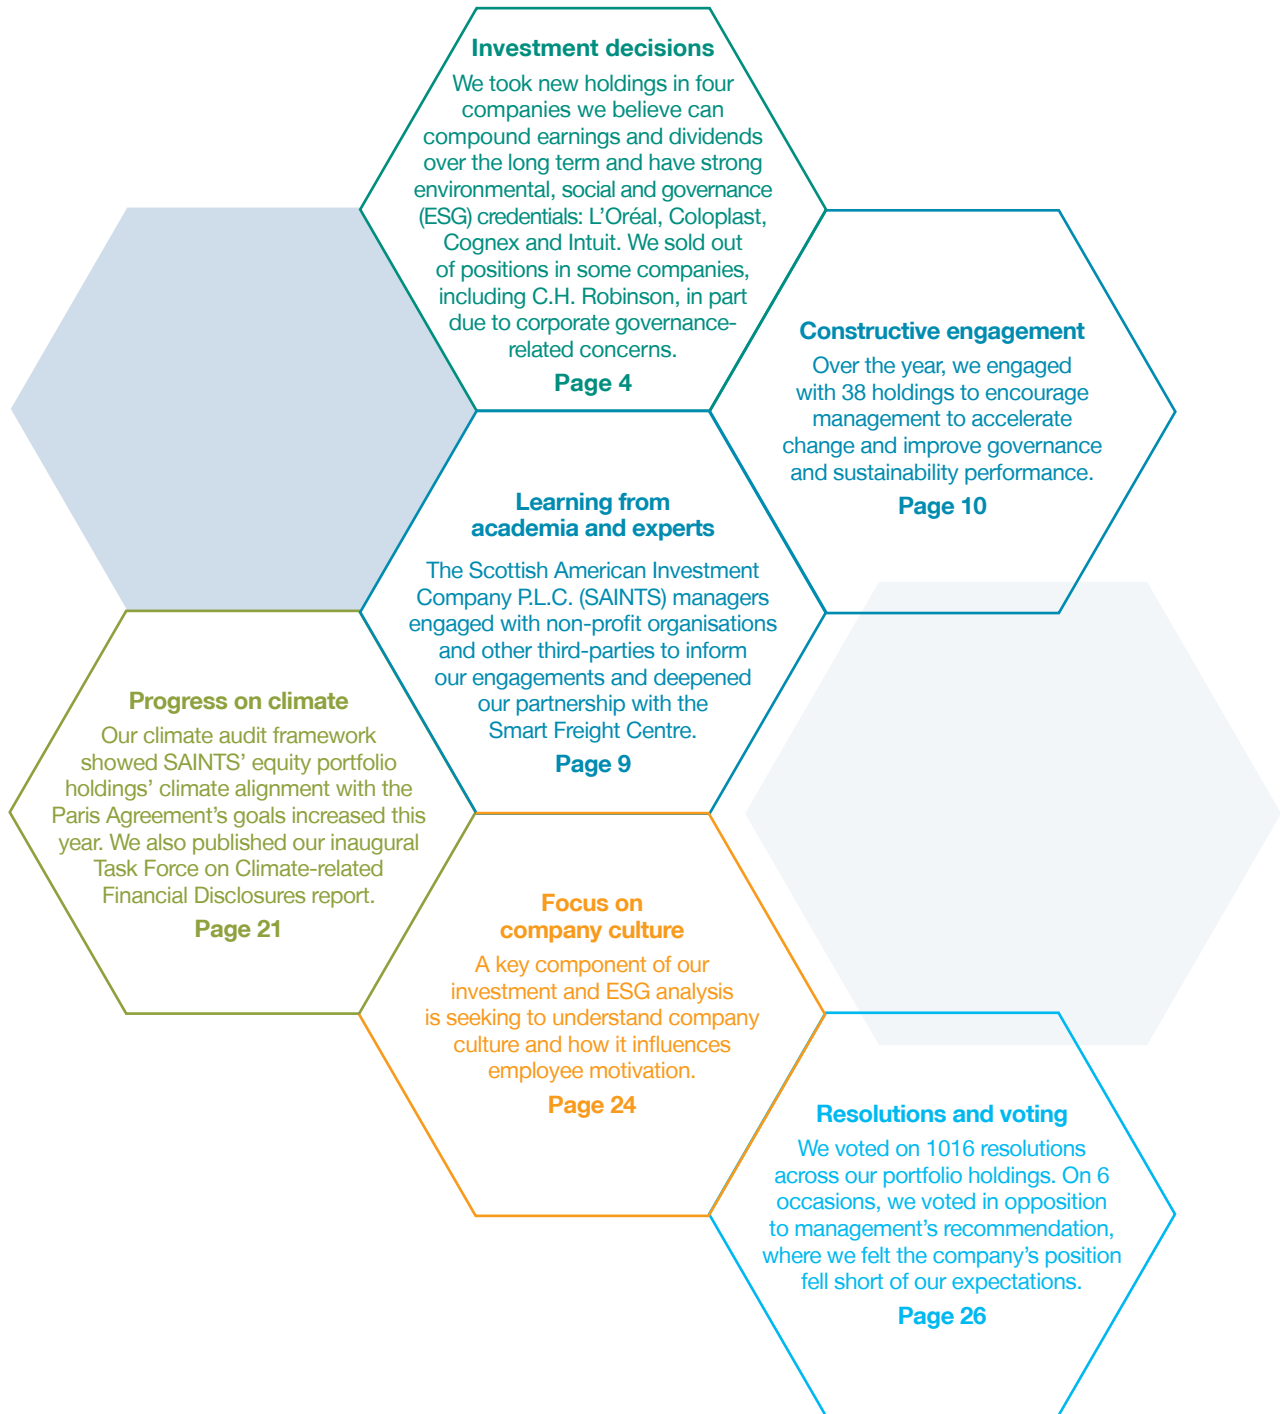 Investment decisions
We took new holdings in four
companies we believe can
compound earnings and dividends
over the long term and have strong
environmental, social and governance
(ESG) credentials: L’Oréal, Coloplast,
Cognex and Intuit. We sold out
of positions in some companies,
including C.H. Robinson, in part
due to corporate governance-
related concerns.
Page 4
Constructive engagement
Over the year, we engaged
with 38 holdings to encourage
management to accelerate
change and improve governance
and sustainability performance.
Page 10
Learning from
academia and experts
The Scottish American Investment
Company P.L.C. (SAINTS) managers
engaged with non-profit organisations
and other third-parties to inform
our engagements and deepened
our partnership with the
Smart Freight Centre.
Page 9
Progress on climate
Our climate audit framework
showed SAINTS’ equity portfolio
holdings’ climate alignment with the
Paris Agreement’s goals increased this
year. We also published our inaugural
Task Force on Climate-related
Financial Disclosures report.
Page 21
Focus on
company culture
A key component of our
investment and ESG analysis
is seeking to understand company
culture and how it influences
employee motivation.
Page 24
Resolutions and voting
We voted on 1016 resolutions
across our portfolio holdings. On 6
occasions, we voted in opposition
to management’s recommendation,
where we felt the company’s position
fell short of our expectations.
Page 26